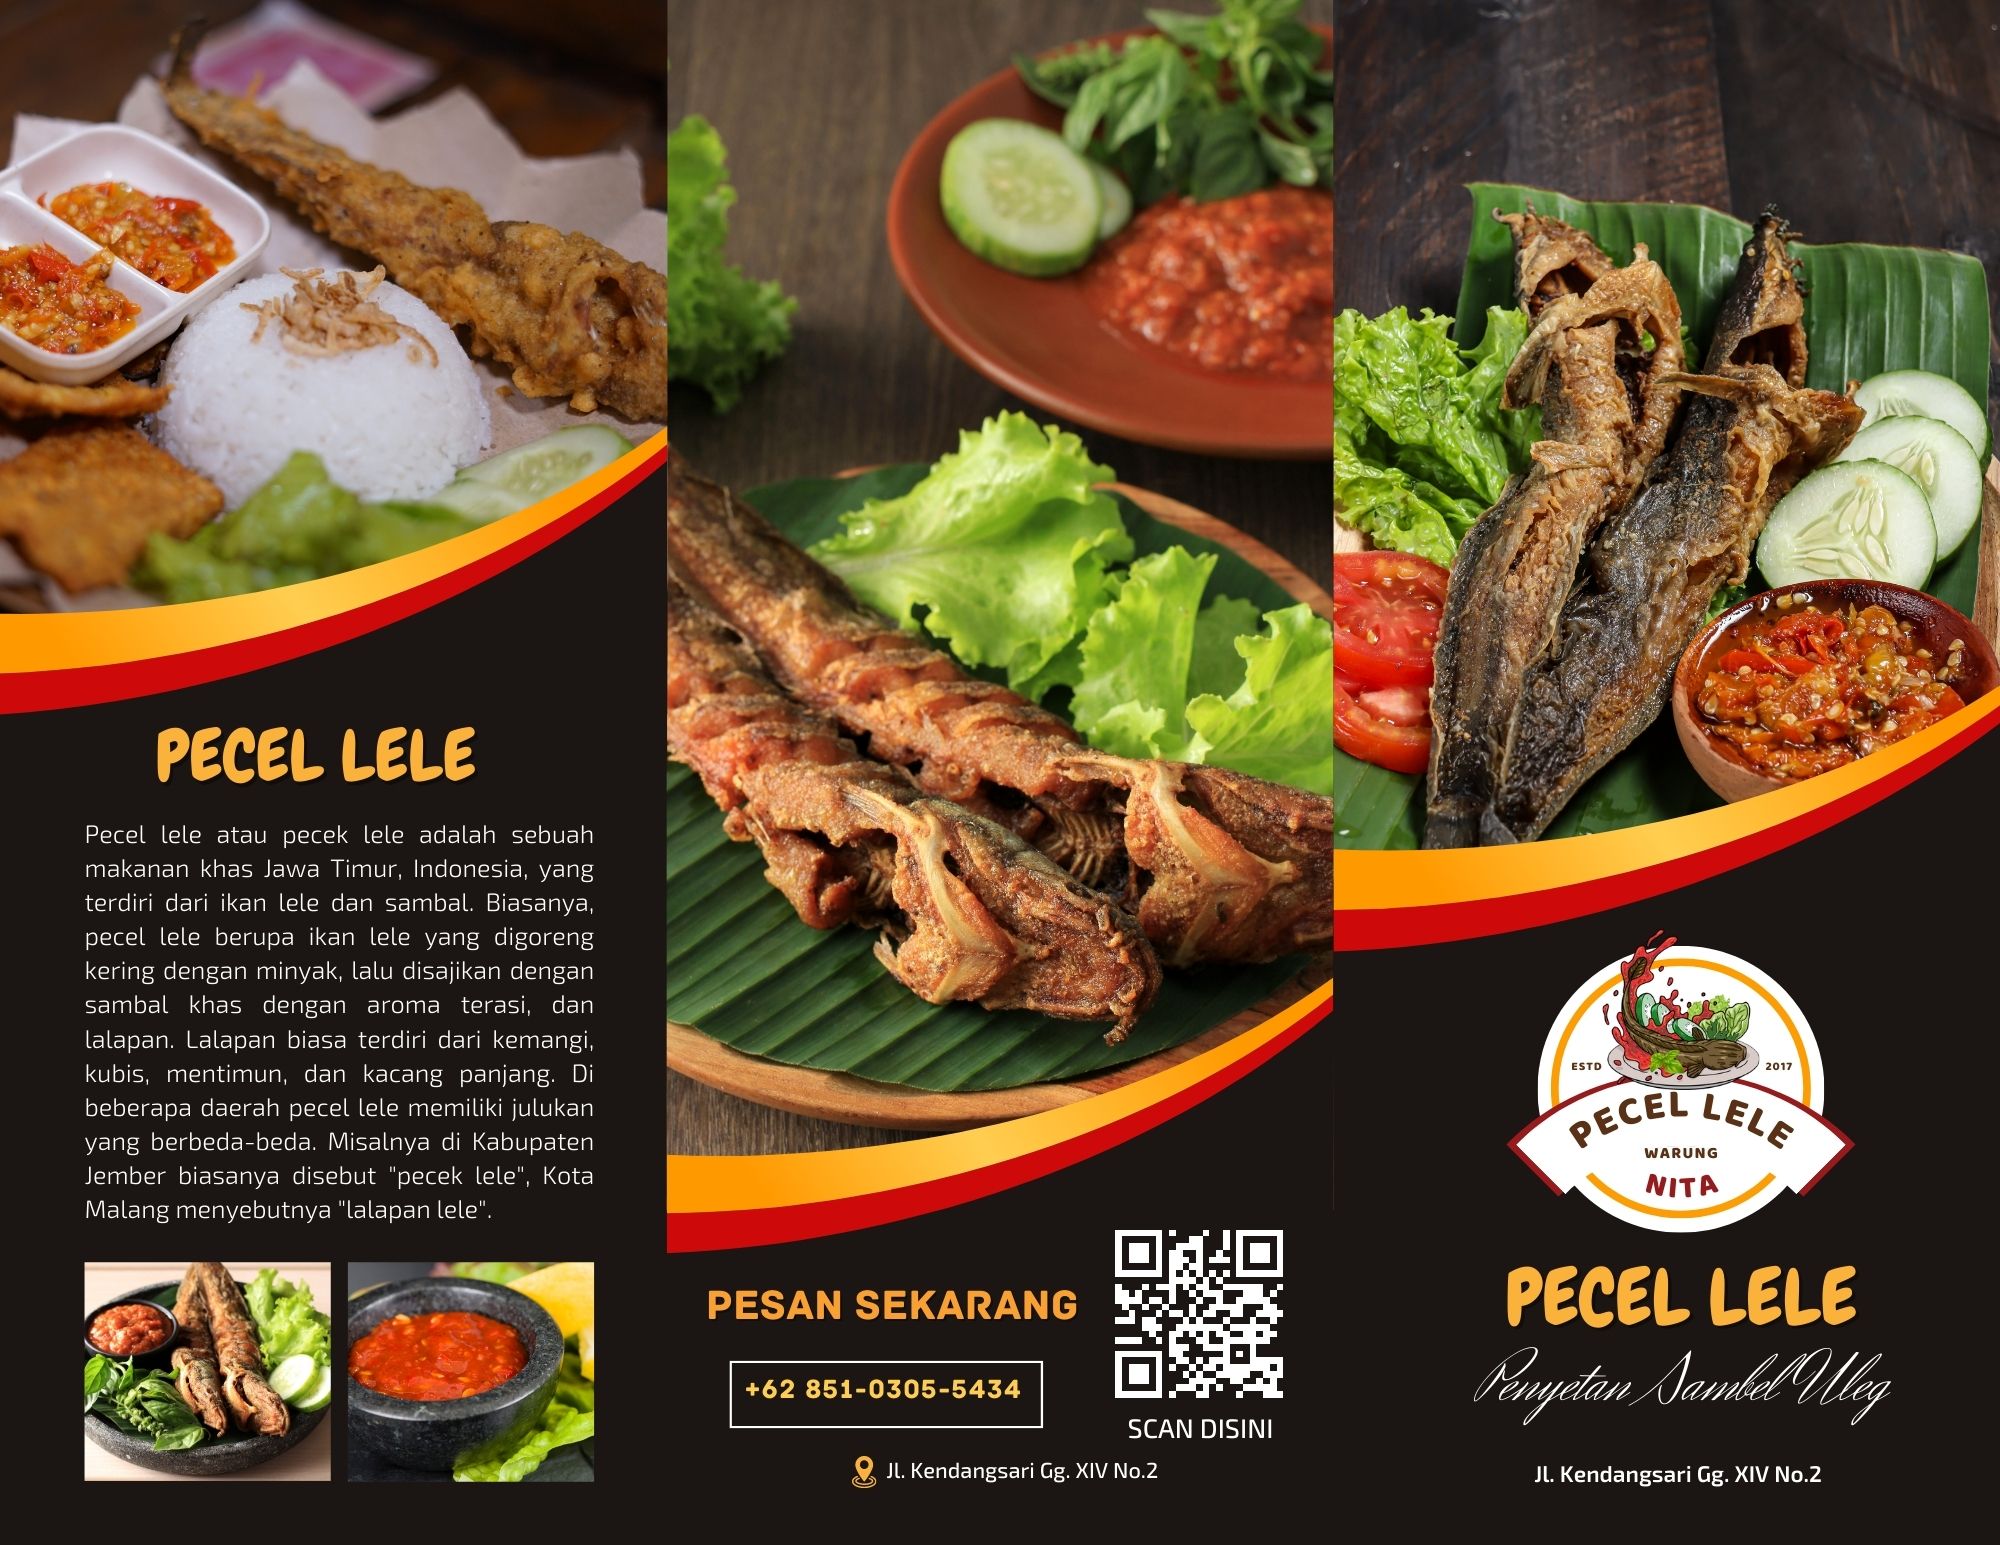 PECEL LELE
Pecel lele atau pecek lele adalah sebuah
makanan khas Jawa Timur, Indonesia, yang
terdiri dari ikan lele dan sambal. Biasanya,
pecel lele berupa ikan lele yang digoreng
kering dengan minyak, lalu disajikan dengan
sambal khas dengan aroma terasi, dan
lalapan. Lalapan biasa terdiri dari kemangi,
kubis, mentimun, dan kacang panjang. Di
beberapa daerah pecel lele memiliki julukan
yang berbeda-beda. Misalnya di Kabupaten
Jember biasanya disebut "pecek lele", Kota
Malang menyebutnya "lalapan lele".
PESAN SEKARANG
+62 851-0305-5434
SCAN DISINI
Jl. Kendangsari Gg. XIV No.2
ESTD 2017
PECEL LELE
WARUNG
NITA
PECEL LELE
Penyetan Sambel Uleg
Jl. Kendangsari Gg. XIV No.2